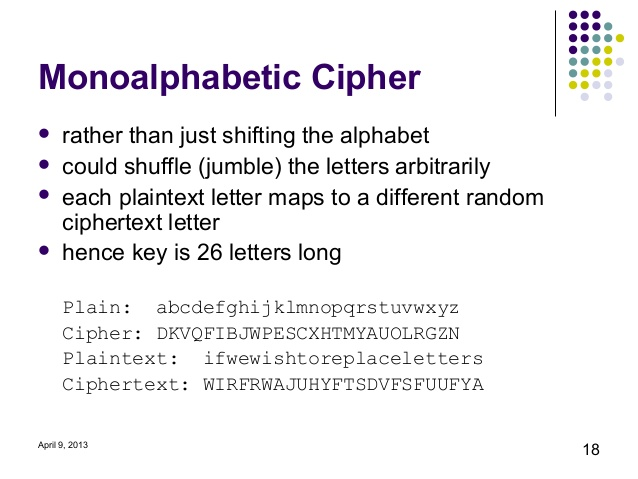 Monoalphabetic Cipher
rather than just shifting the alphabet
could shuffle (jumble) the letters arbitrarily
each plaintext letter maps to a different random
ciphertext letter
hence key is 26 letters long
Plain: abcdefghijklmnopqrstuvwxyz
Cipher: DKVQFIBJWPESCXHTMYAUOLRGZN
Plaintext: ifwewishtoreplaceletters
Ciphertext: WIRFRWAJUHYFTSDVFSFUUFYA
April 9, 2013
18